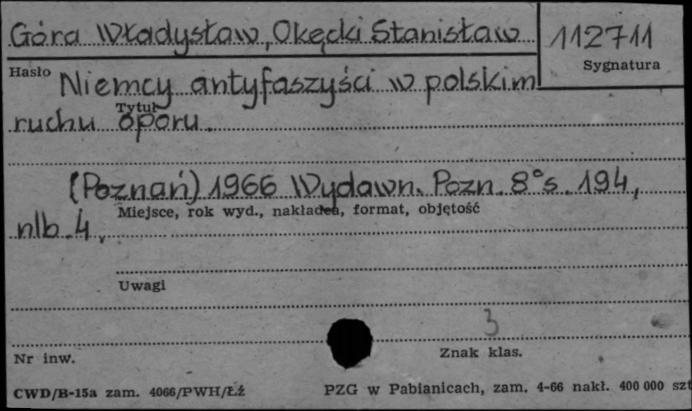 Góra Władysław, Okęcki Stanisław 112711
Hasło Sygnatura
Niemcy antyfaszyści w polskim
Tytuł
ruchu oporu.
(Poznań) 1966 Wydawn. Pozn. 8° s. 194,
Miejsce, rok wyd., nakładca, format, objętość
nlb. 4,
Uwagi
3
Nr inw. Znak klas.
CWD/B-15a zam. 4066/PWH/Łź PZG w Pabianicach, zam. 4-66 nakł. 400 000 szt